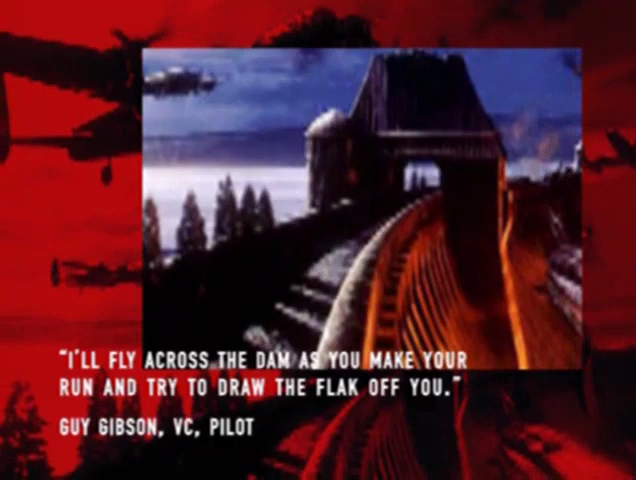 “I'LL FLY ACROSS THE DAM AS YOU MAKE YOUR
RUN AND TRY TO DRAW THE FLAK OFF YOU.”
GUY GIBSON, VC, PILOT